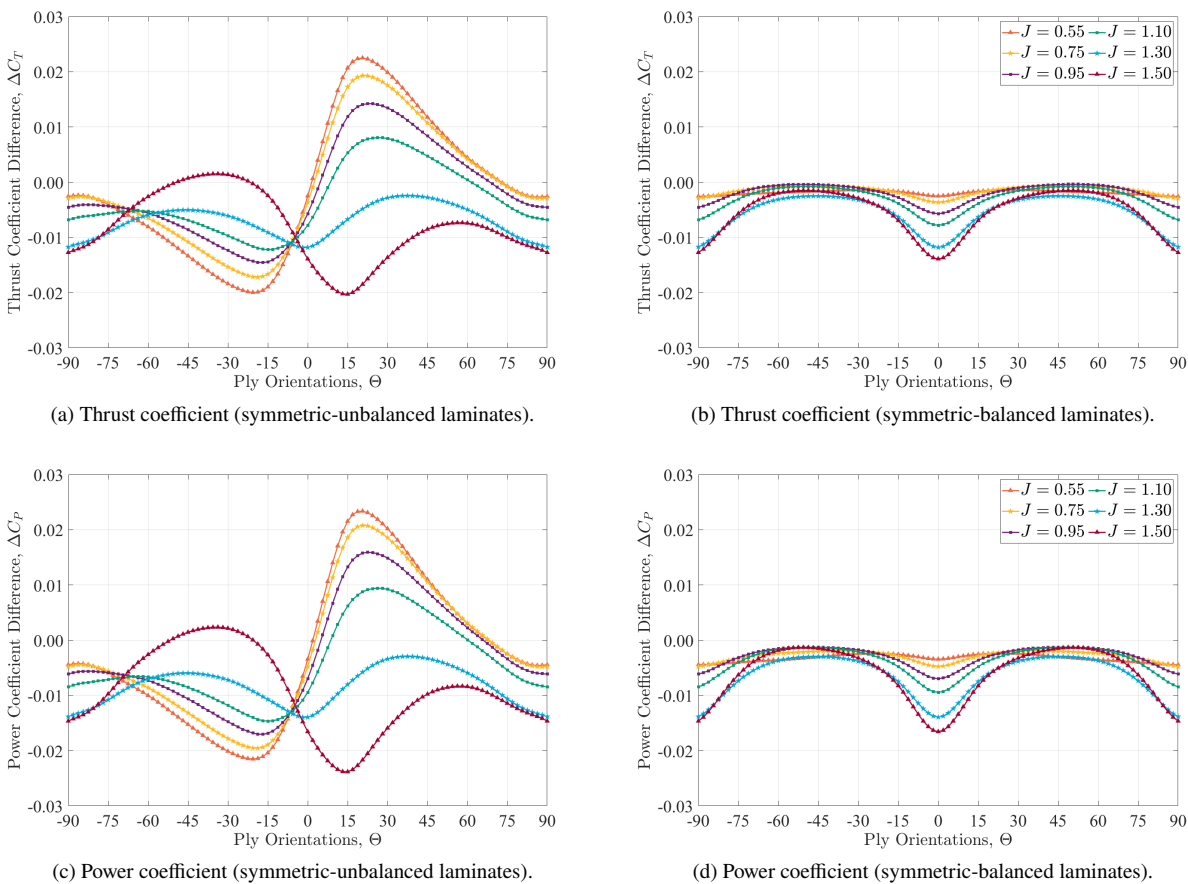 0.03
0.02
0.01
0.00
-0.01
-0.02
-0.03
Thrust Coefficient Difference, ΔC_T
-90 -75 -60 -45 -30 -15 0 15 30 45 60 75 90
Ply Orientations, Θ
(a) Thrust coefficient (symmetric-unbalanced laminates).
0.03
0.02
0.01
0.00
-0.01
-0.02
-0.03
Thrust Coefficient Difference, ΔC_T
J = 0.55 J = 1.10
J = 0.75 J = 1.30
J = 0.95 J = 1.50
-90 -75 -60 -45 -30 -15 0 15 30 45 60 75 90
Ply Orientations, Θ
(b) Thrust coefficient (symmetric-balanced laminates).
0.03
0.02
0.01
0.00
-0.01
-0.02
-0.03
Power Coefficient Difference, ΔC_P
-90 -75 -60 -45 -30 -15 0 15 30 45 60 75 90
Ply Orientations, Θ
(c) Power coefficient (symmetric-unbalanced laminates).
0.03
0.02
0.01
0.00
-0.01
-0.02
-0.03
Power Coefficient Difference, ΔC_P
J = 0.55 J = 1.10
J = 0.75 J = 1.30
J = 0.95 J = 1.50
-90 -75 -60 -45 -30 -15 0 15 30 45 60 75 90
Ply Orientations, Θ
(d) Power coefficient (symmetric-balanced laminates).